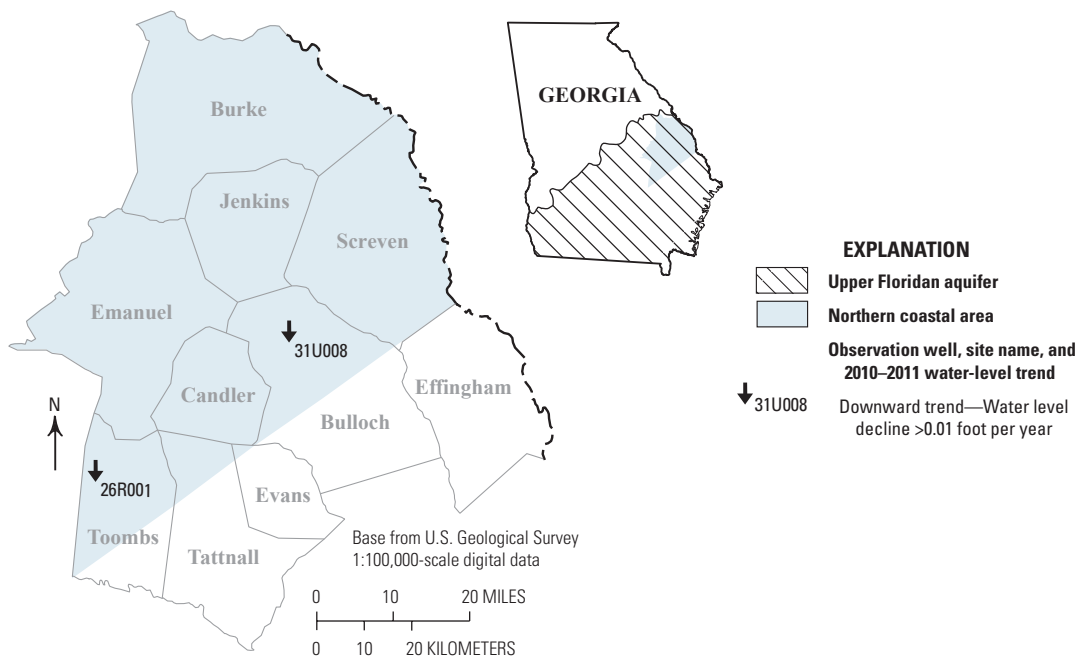 Burke
Jenkins
Screven
Emanuel
31U008
Candler
Effingham
Bulloch
N
26R001
Evans
Toombs
Tattnall
Base from U.S. Geological Survey
1:100,000-scale digital data
0 10 20 MILES
0 10 20 KILOMETERS
GEORGIA
EXPLANATION
Upper Floridan aquifer
Northern coastal area
Observation well, site name, and
2010–2011 water-level trend
31U008
Downward trend—Water level
decline >0.01 foot per year